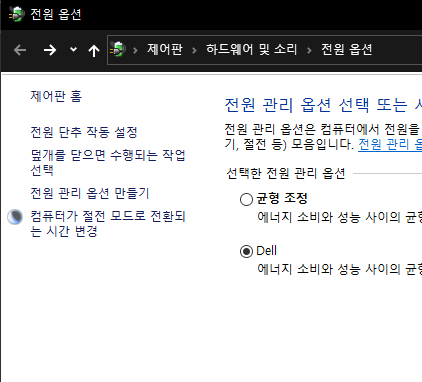 전원 옵션
제어판 › 하드웨어 및 소리 › 전원 옵션
제어판 홈
전원 단추 작동 설정
덮개를 닫으면 수행되는 작업
선택
전원 관리 옵션 만들기
컴퓨터가 절전 모드로 전환되
는 시간 변경
전원 관리 옵션 선택 또는 사
전원 관리 옵션은 컴퓨터에서 전원을
기, 절전 등) 모음입니다. 전원 관리 옵
선택한 전원 관리 옵션
균형 조정
에너지 소비와 성능 사이의 균형
Dell
에너지 소비와 성능 사이의 균형